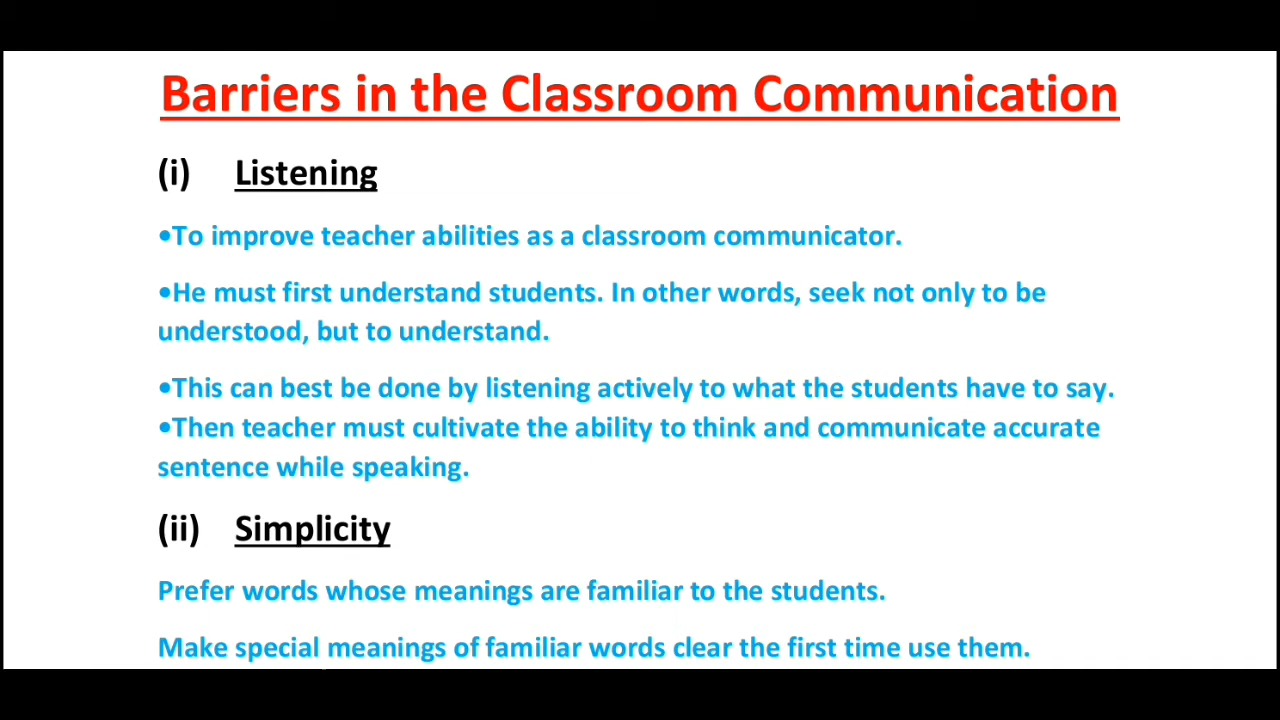 Barriers in the Classroom Communication
(i) Listening
•To improve teacher abilities as a classroom communicator.
•He must first understand students. In other words, seek not only to be
understood, but to understand.
•This can best be done by listening actively to what the students have to say.
•Then teacher must cultivate the ability to think and communicate accurate
sentence while speaking.
(ii) Simplicity
Prefer words whose meanings are familiar to the students.
Make special meanings of familiar words clear the first time use them.